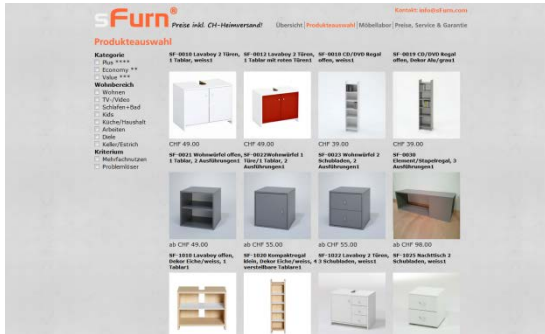 Kontakt: info@sFurn.com
sFurn®
Preise inkl. CH-Heimversand!
Übersicht|Produkteauswahl|Möbellabor|Preise, Service & Garantie
Produkteauswahl
Kategorie
Plus ****
Economy **
Value ***
Wohnbereich
Wohnen
TV-/Video
Schlafen+Bad
Kids
Küche/Haushalt
Arbeiten
Diele
Keller/Estrich
Kriterium
Mehrfachnutzen
Problemlöser
SF-0010 Lavaboy 2 Türen,
1 Tablar, weiss1
CHF 49.00
SF-0012 Lavaboy 2 Türen,
1 Tablar mit roten Türen1
CHF 49.00
SF-0018 CD/DVD Regal
offen, weiss1
CHF 39.00
SF-0019 CD/DVD Regal
offen, Dekor Alu/grau1
CHF 39.00
SF-0021 Wohnwürfel offen,
1 Tablar, 2 Ausführungen1
ab CHF 49.00
SF-0022Wohnwürfel 1
Türe/1 Tablar, 2
Ausführungen1
ab CHF 55.00
SF-0023 Wohnwürfel 2
Schubladen, 2
Ausführungen1
ab CHF 55.00
SF-0030
Element/Stapelregal, 3
Ausführungen1
ab CHF 98.00
SF-1010 Lavaboy offen,
Dekor Eiche/weiss, 1
Tablar1
SF-1020 Kompaktregal
klein, Dekor Eiche/weiss, 4
verstellbare Tablare1
SF-1022 Lavaboy 2 Türen,
3 Schubladen, weiss1
SF-1025 Nachttisch 2
Schubladen, weiss1